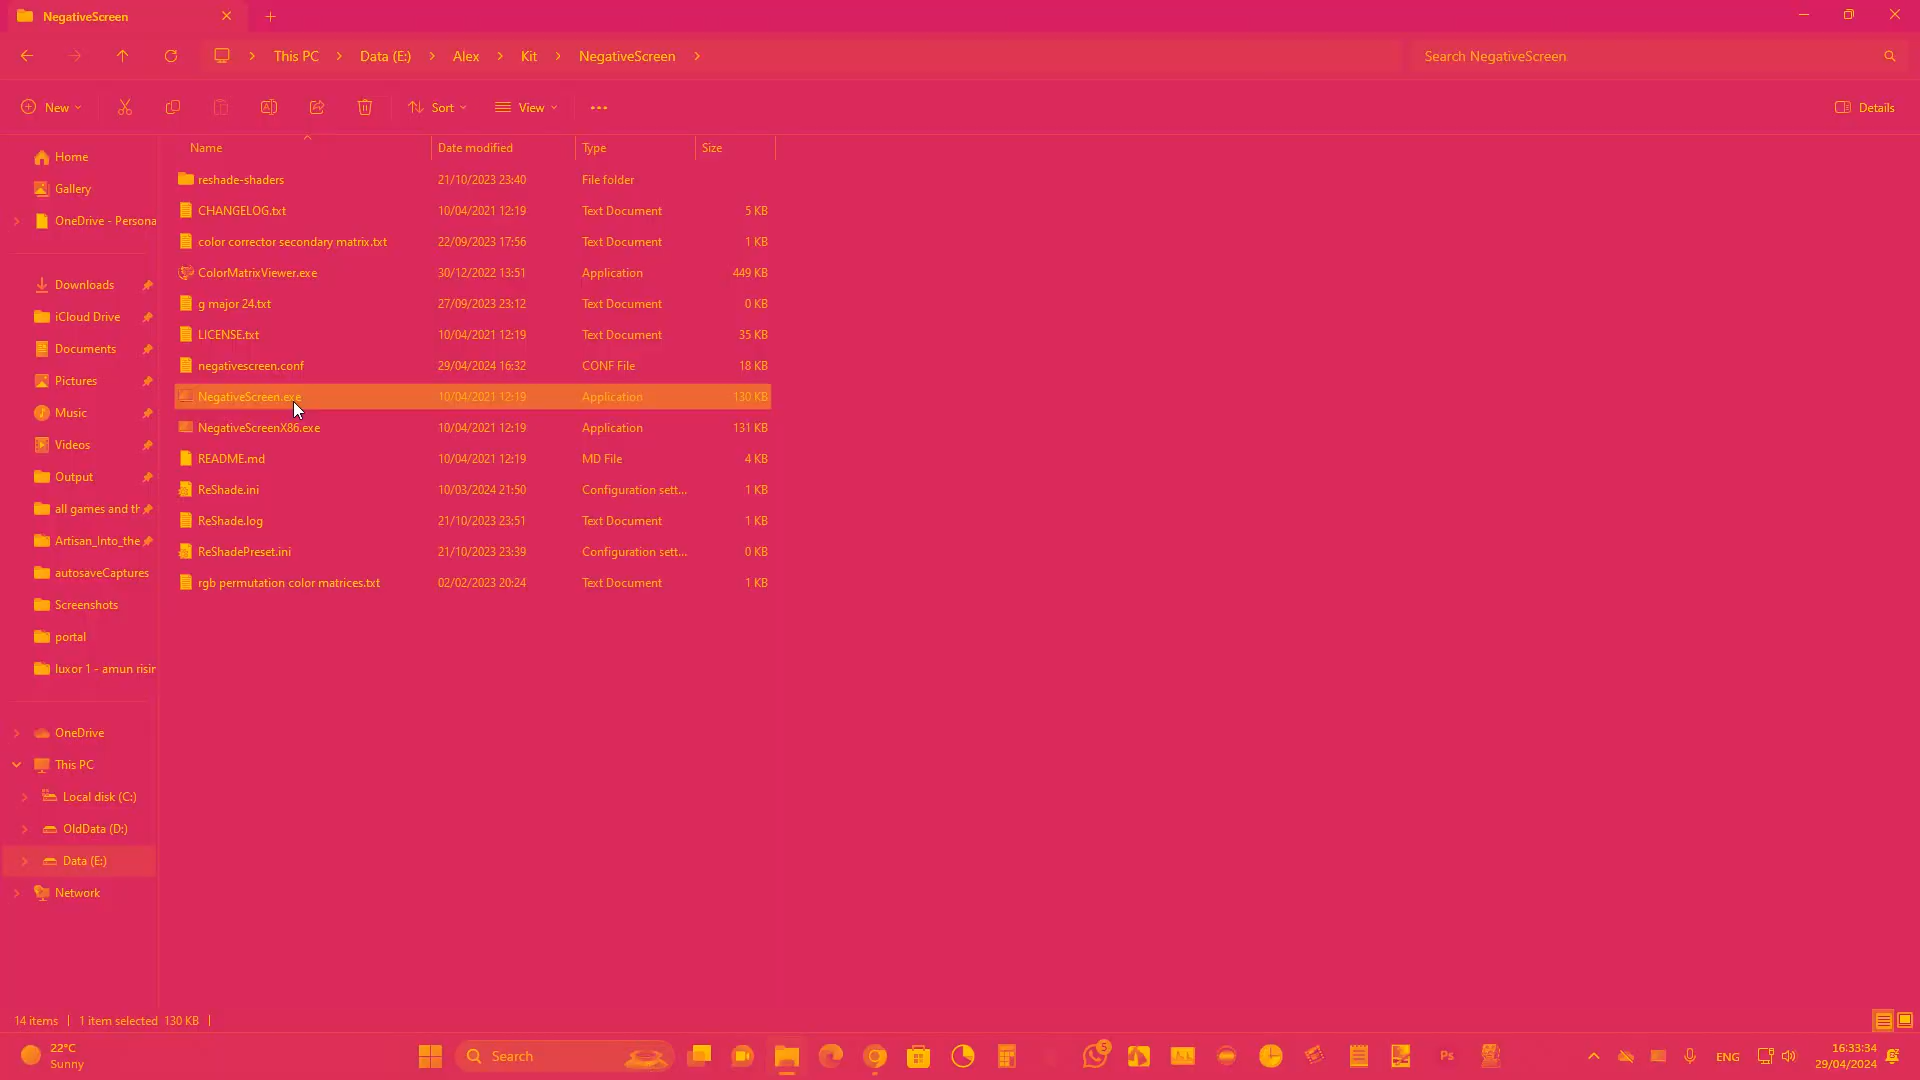 NegativeScreen
This PC
Data (E:)
Alex
Kit
NegativeScreen
Search NegativeScreen
New
Sort
View
Details
Name Date modified Type Size
Home
Gallery
OneDrive - Persona
Downloads
iCloud Drive
Documents
Pictures
Music
Videos
Output
all games and th
Artisan_Into_the
autosaveCaptures
Screenshots
portal
luxor 1 - amun risin
OneDrive
This PC
Local disk (C:)
OldData (D:)
Data (E:)
Network
reshade-shaders 21/10/2023 23:40 File folder
CHANGELOG.txt 10/04/2021 12:19 Text Document 5 KB
color corrector secondary matrix.txt 22/09/2023 17:56 Text Document 1 KB
ColorMatrixViewer.exe 30/12/2022 13:51 Application 449 KB
g major 24.txt 27/09/2023 23:12 Text Document 0 KB
LICENSE.txt 10/04/2021 12:19 Text Document 35 KB
negativescreen.conf 29/04/2024 16:32 CONF File 18 KB
NegativeScreen.exe 10/04/2021 12:19 Application 130 KB
NegativeScreenX86.exe 10/04/2021 12:19 Application 131 KB
README.md 10/04/2021 12:19 MD File 4 KB
ReShade.ini 10/03/2024 21:50 Configuration sett... 1 KB
ReShade.log 21/10/2023 23:51 Text Document 1 KB
ReShadePreset.ini 21/10/2023 23:39 Configuration sett... 0 KB
rgb permutation color matrices.txt 02/02/2023 20:24 Text Document 1 KB
14 items
1 item selected 130 KB
22°C
Sunny
Search
5
Ps
ENG
16:33:34
29/04/2024